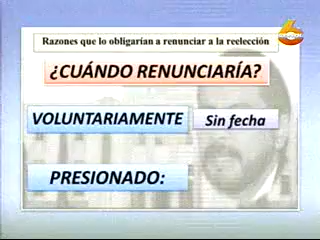 Razones que lo obligarían a renunciar a la reelección
¿CUÁNDO RENUNCIARÍA?
VOLUNTARIAMENTE
Sin fecha
PRESIONADO: